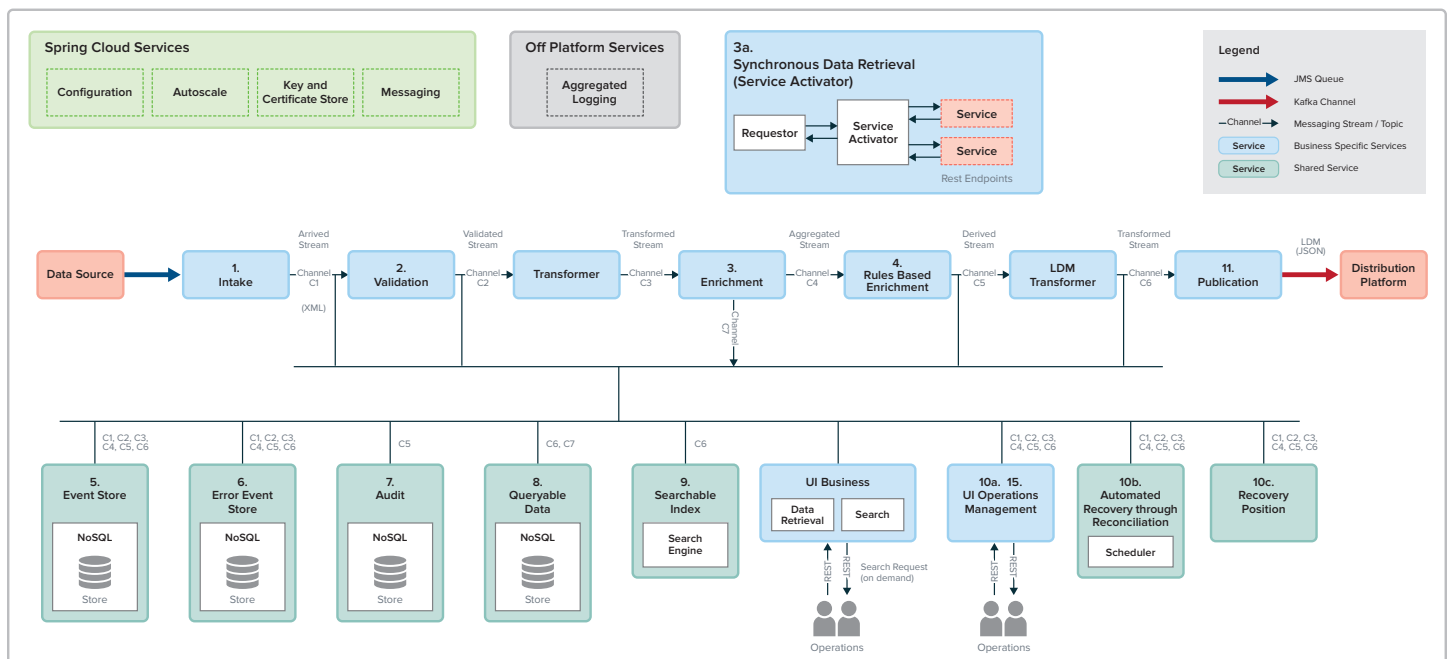 Spring Cloud Services
Configuration
Autoscale
Key and
Certificate Store
Messaging
Off Platform Services
Aggregated
Logging
3a.
Synchronous Data Retrieval
(Service Activator)
Requestor
Service
Activator
Service
Service
Rest Endpoints
Legend
JMS Queue
Kafka Channel
Channel
Messaging Stream / Topic
Service
Business Specific Services
Service
Shared Service
Data Source
1.
Intake
Arrived
Stream
Channel
C1
(XML)
2.
Validation
Validated
Stream
Channel
C2
Transformer
Transformed
Stream
Channel
C3
3.
Enrichment
Aggregated
Stream
Channel
C4
4.
Rules Based
Enrichment
Derived
Stream
Channel
C5
LDM
Transformer
Transformed
Stream
Channel
C6
11.
Publication
LDM
(JSON)
Distribution
Platform
Channel
C7
C1, C2, C3,
C4, C5, C6
C1, C2, C3,
C4, C5, C6
C5
C6, C7
C6
C1, C2, C3,
C4, C5, C6
C1, C2, C3,
C4, C5, C6
C1, C2, C3,
C4, C5, C6
5.
Event Store
NoSQL
Store
6.
Error Event
Store
NoSQL
Store
7.
Audit
NoSQL
Store
8.
Queryable
Data
NoSQL
Store
9.
Searchable
Index
Search
Engine
UI Business
Data
Retrieval
Search
REST
REST
Search Request
(on demand)
Operations
10a. 15.
UI Operations
Management
REST
REST
Operations
10b.
Automated
Recovery through
Reconciliation
Scheduler
10c.
Recovery
Position